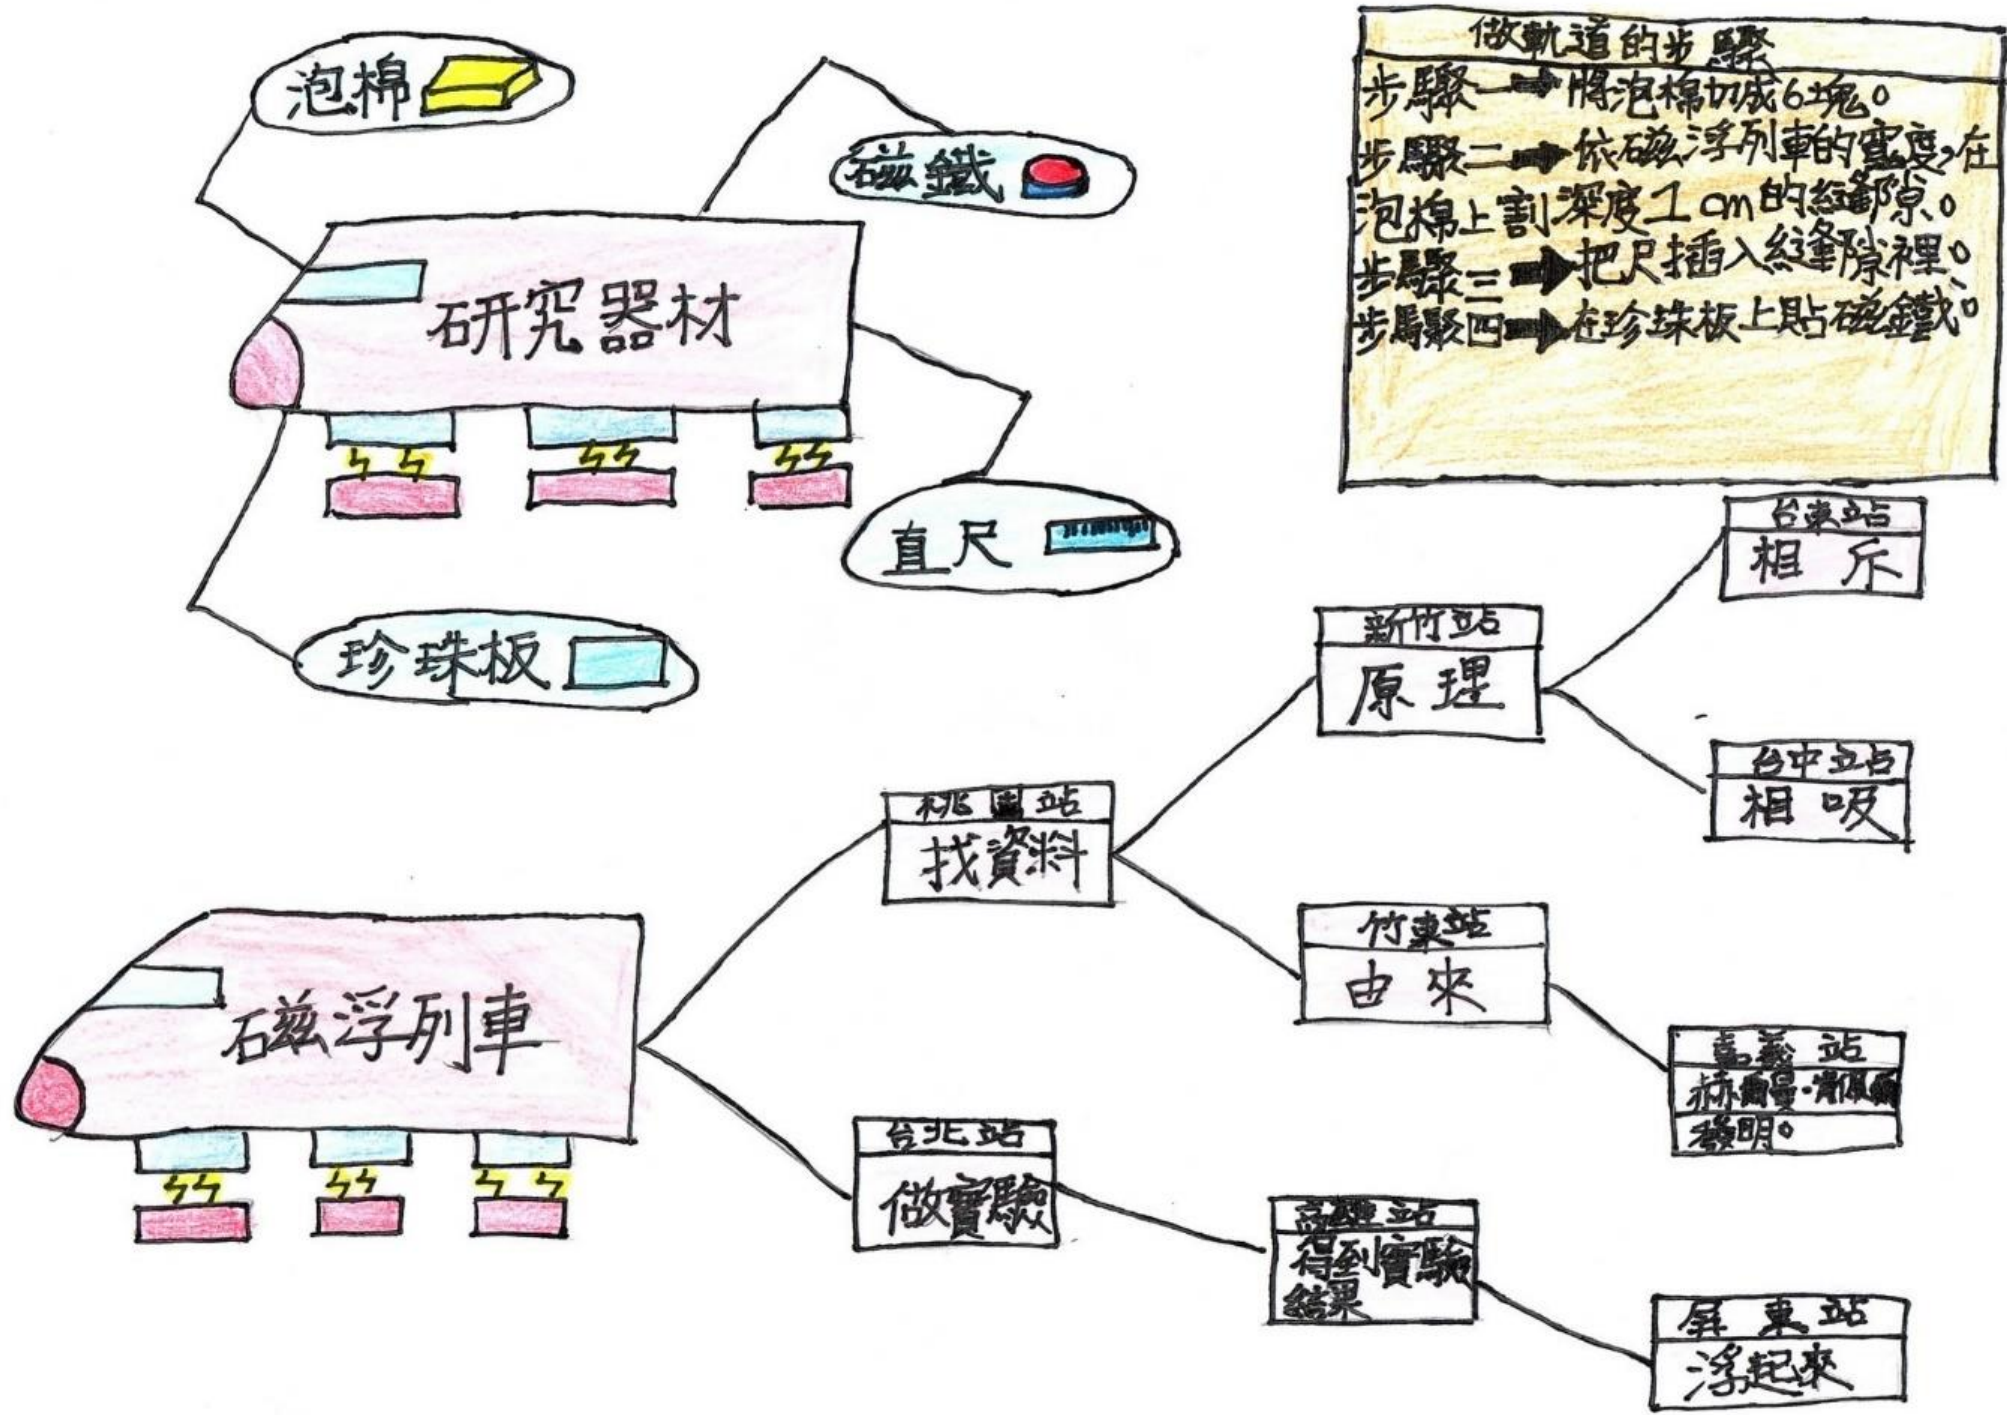 泡棉
磁鐵
研究器材
直尺
珍珠板
做軌道的步驟
步驟一➡將泡棉切成6塊。
步驟二➡依磁浮列車的寬度,在
泡棉上割深度1cm的縫隙。
步驟三➡把尺插入縫隙裡。
步驟四➡在珍珠板上貼磁鐵。
磁浮列車
桃園站
找資料
新竹站
原理
台東站
相斥
台中站
相吸
竹東站
由來
嘉義站
赫爾曼·肯佩爾
發明。
台北站
做實驗
高雄站
得到實驗
結果
屏東站
浮起來